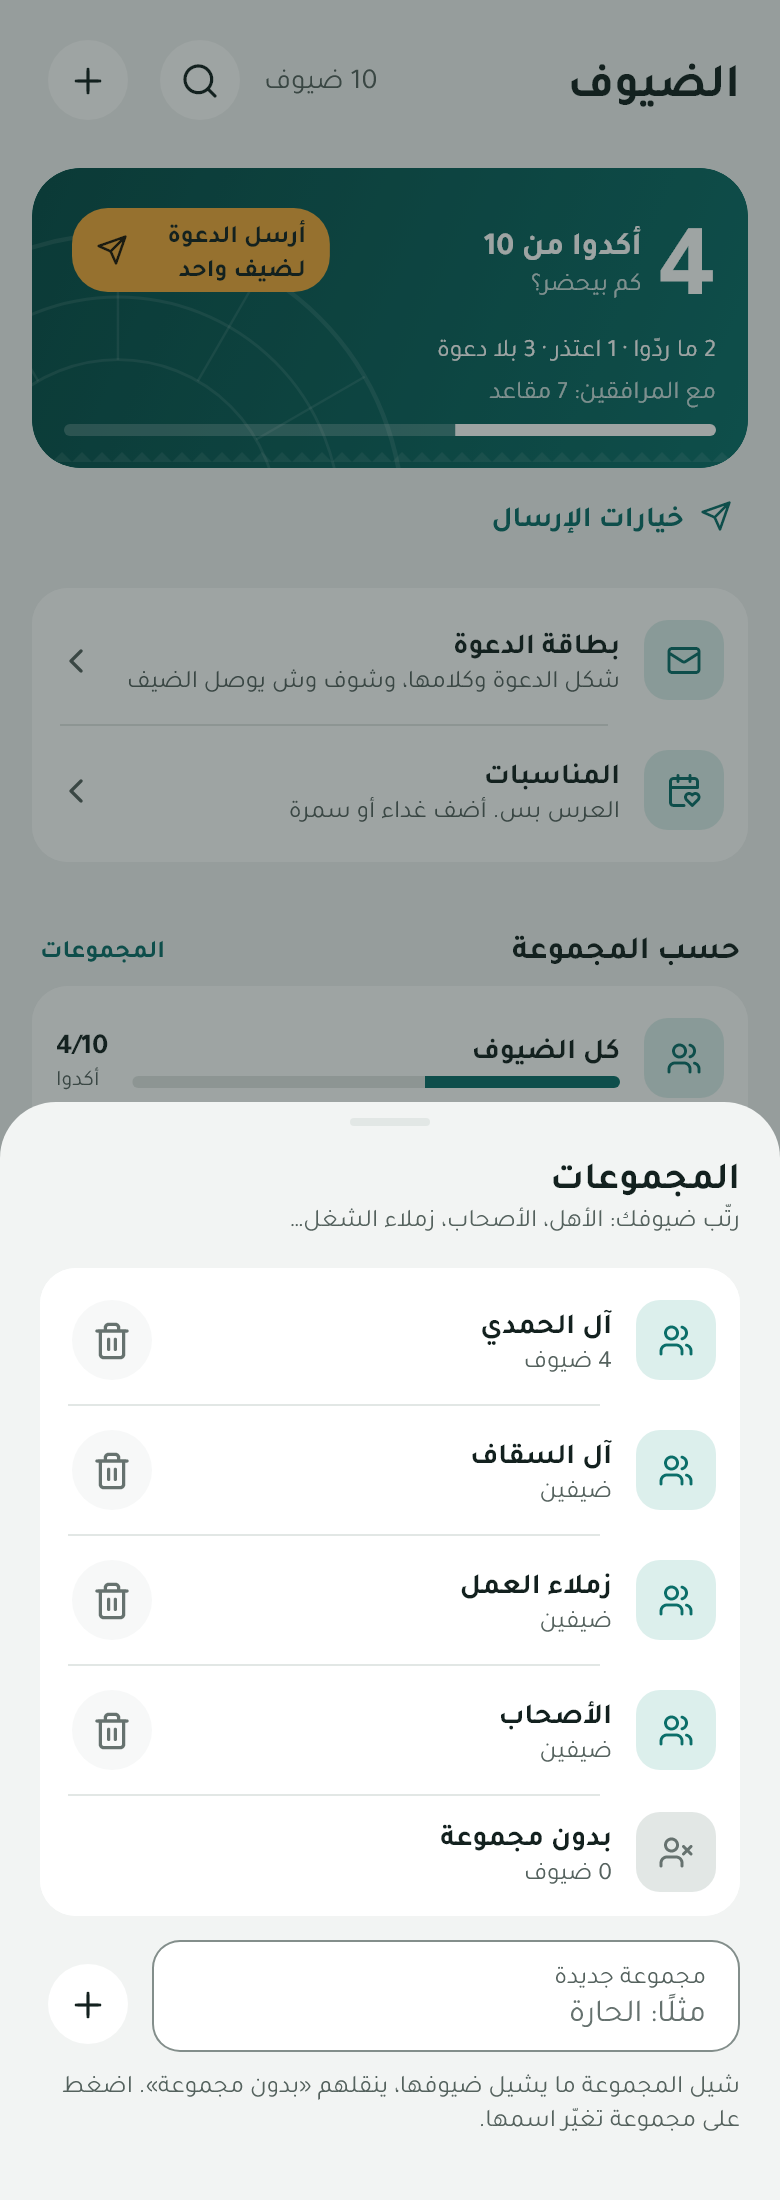 الضيوف
10 ضيوف
4
أكدوا من 10
كم بيحضر؟
أرسل الدعوة
لضيف واحد
2 ما ردّوا · 1 اعتذر · 3 بلا دعوة
مع المرافقين: 7 مقاعد
خيارات الإرسال
بطاقة الدعوة
شكل الدعوة وكلامها، وشوف وش يوصل الضيف
المناسبات
العرس بس. أضف غداء أو سمرة
حسب المجموعة
المجموعات
كل الضيوف
4/10
أكدوا
المجموعات
رتّب ضيوفك: الأهل، الأصحاب، زملاء الشغل…
آل الحمدي
4 ضيوف
آل السقاف
ضيفين
زملاء العمل
ضيفين
الأصحاب
ضيفين
بدون مجموعة
0 ضيوف
مجموعة جديدة
مثلًا: الحارة
شيل المجموعة ما يشيل ضيوفها، ينقلهم «بدون مجموعة». اضغط
على مجموعة تغيّر اسمها.